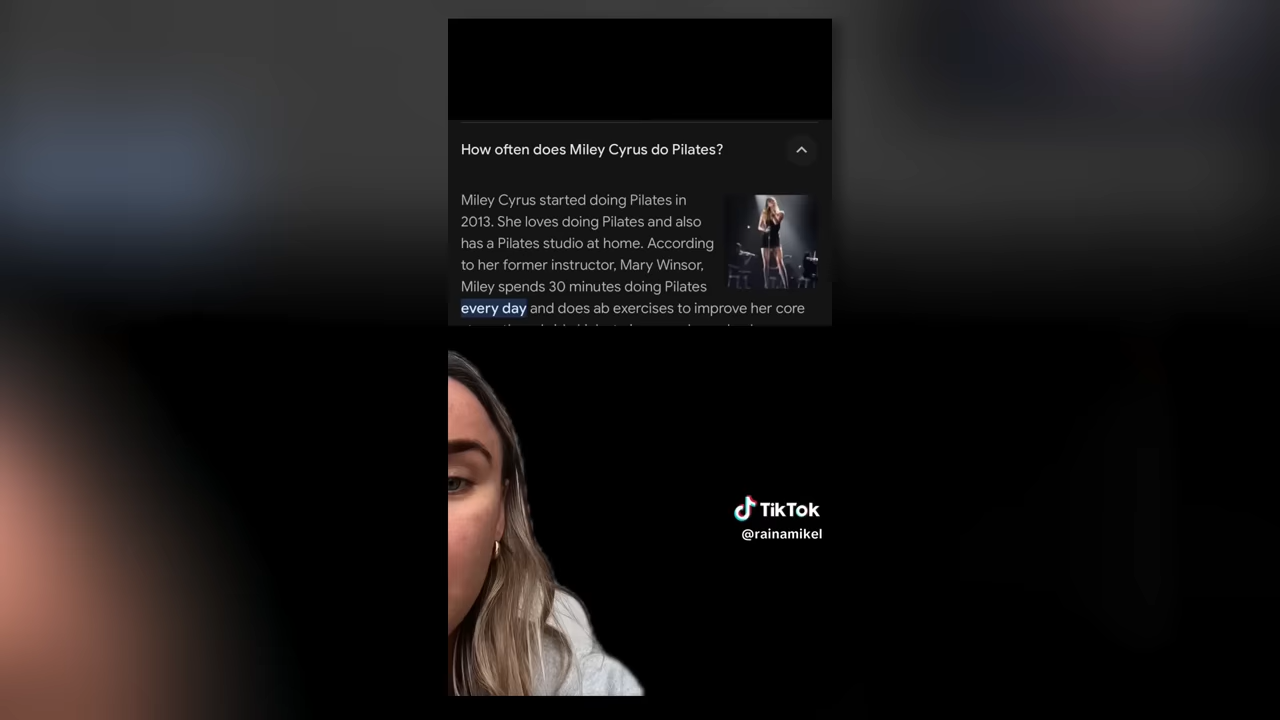 How often does Miley Cyrus do Pilates?
Miley Cyrus started doing Pilates in
2013. She loves doing Pilates and also
has a Pilates studio at home. According
to her former instructor, Mary Winsor,
Miley spends 30 minutes doing Pilates
every day and does ab exercises to improve her core
TikTok
@rainamikel